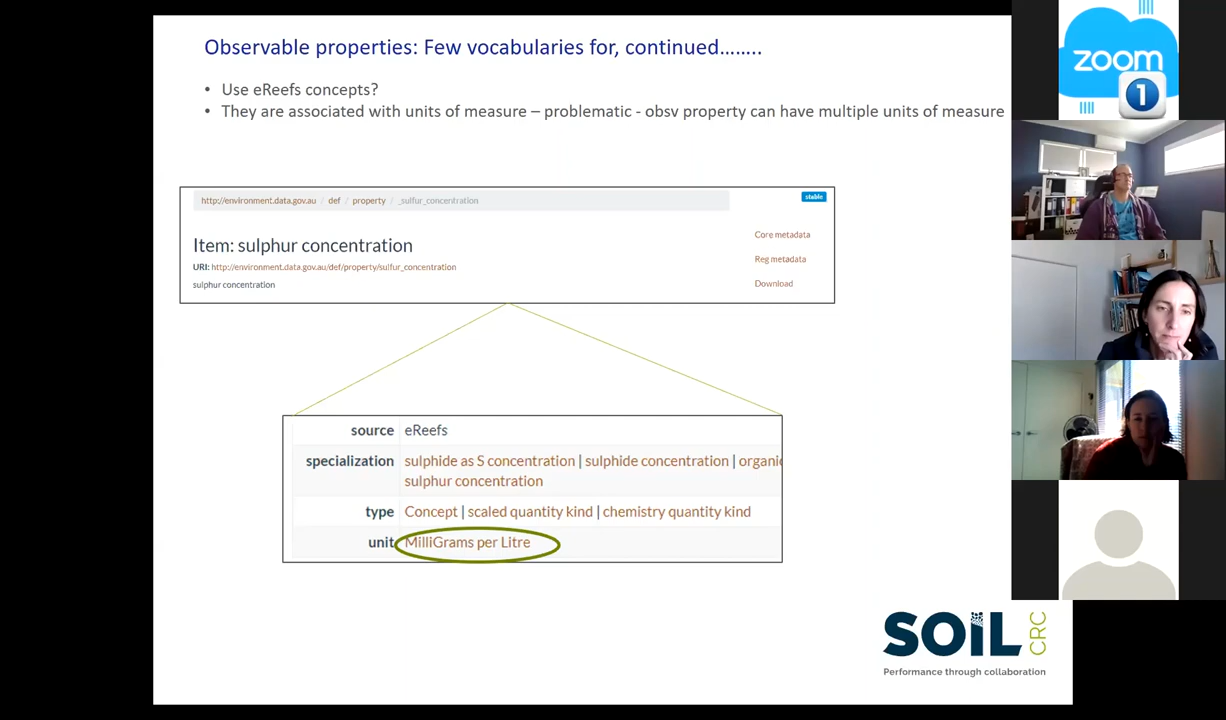 Observable properties: Few vocabularies for, continued……..
• Use eReefs concepts?
• They are associated with units of measure – problematic - obsv property can have multiple units of measure
http://environment.data.gov.au / def / property / _sulfur_concentration
stable
Item: sulphur concentration
URI: http://environment.data.gov.au/def/property/sulfur_concentration
sulphur concentration
Core metadata
Reg metadata
Download
source eReefs
specialization sulphide as S concentration | sulphide concentration | organic
sulphur concentration
type Concept | scaled quantity kind | chemistry quantity kind
unit MilliGrams per Litre
SOiL CRC
Performance through collaboration
zoom
1